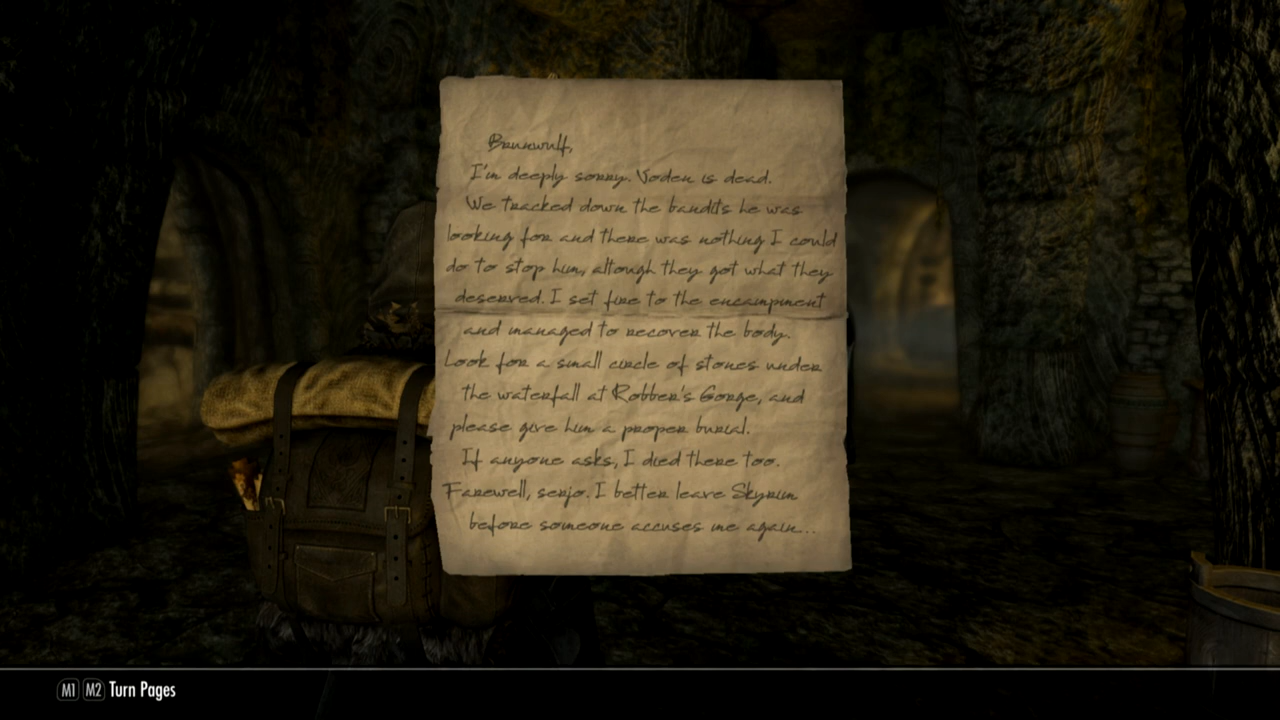 Brunwulf,
I'm deeply sorry. Voden is dead.
We tracked down the bandits he was
looking for and there was nothing I could
do to stop him, altough they got what they
deserved. I set fire to the encampment
and managed to recover the body.
Look for a small circle of stones under
the waterfall at Robber's Gorge, and
please give him a proper burial.
If anyone asks, I died there too.
Farewell, serjo. I better leave Skyrim
before someone accuses me again...
M1 M2 Turn Pages